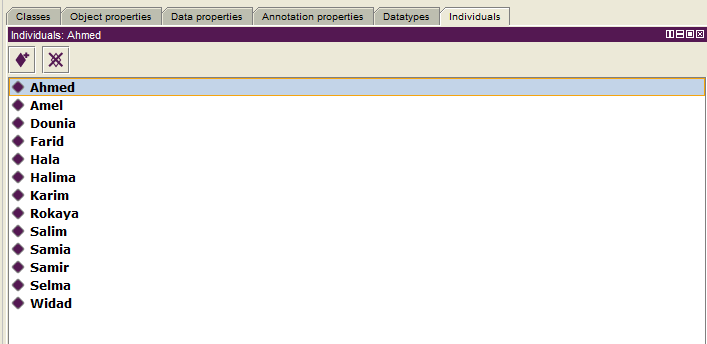 Classes Object properties Data properties Annotation properties Datatypes Individuals
Individuals: Ahmed
Ahmed
Amel
Dounia
Farid
Hala
Halima
Karim
Rokaya
Salim
Samia
Samir
Selma
Widad